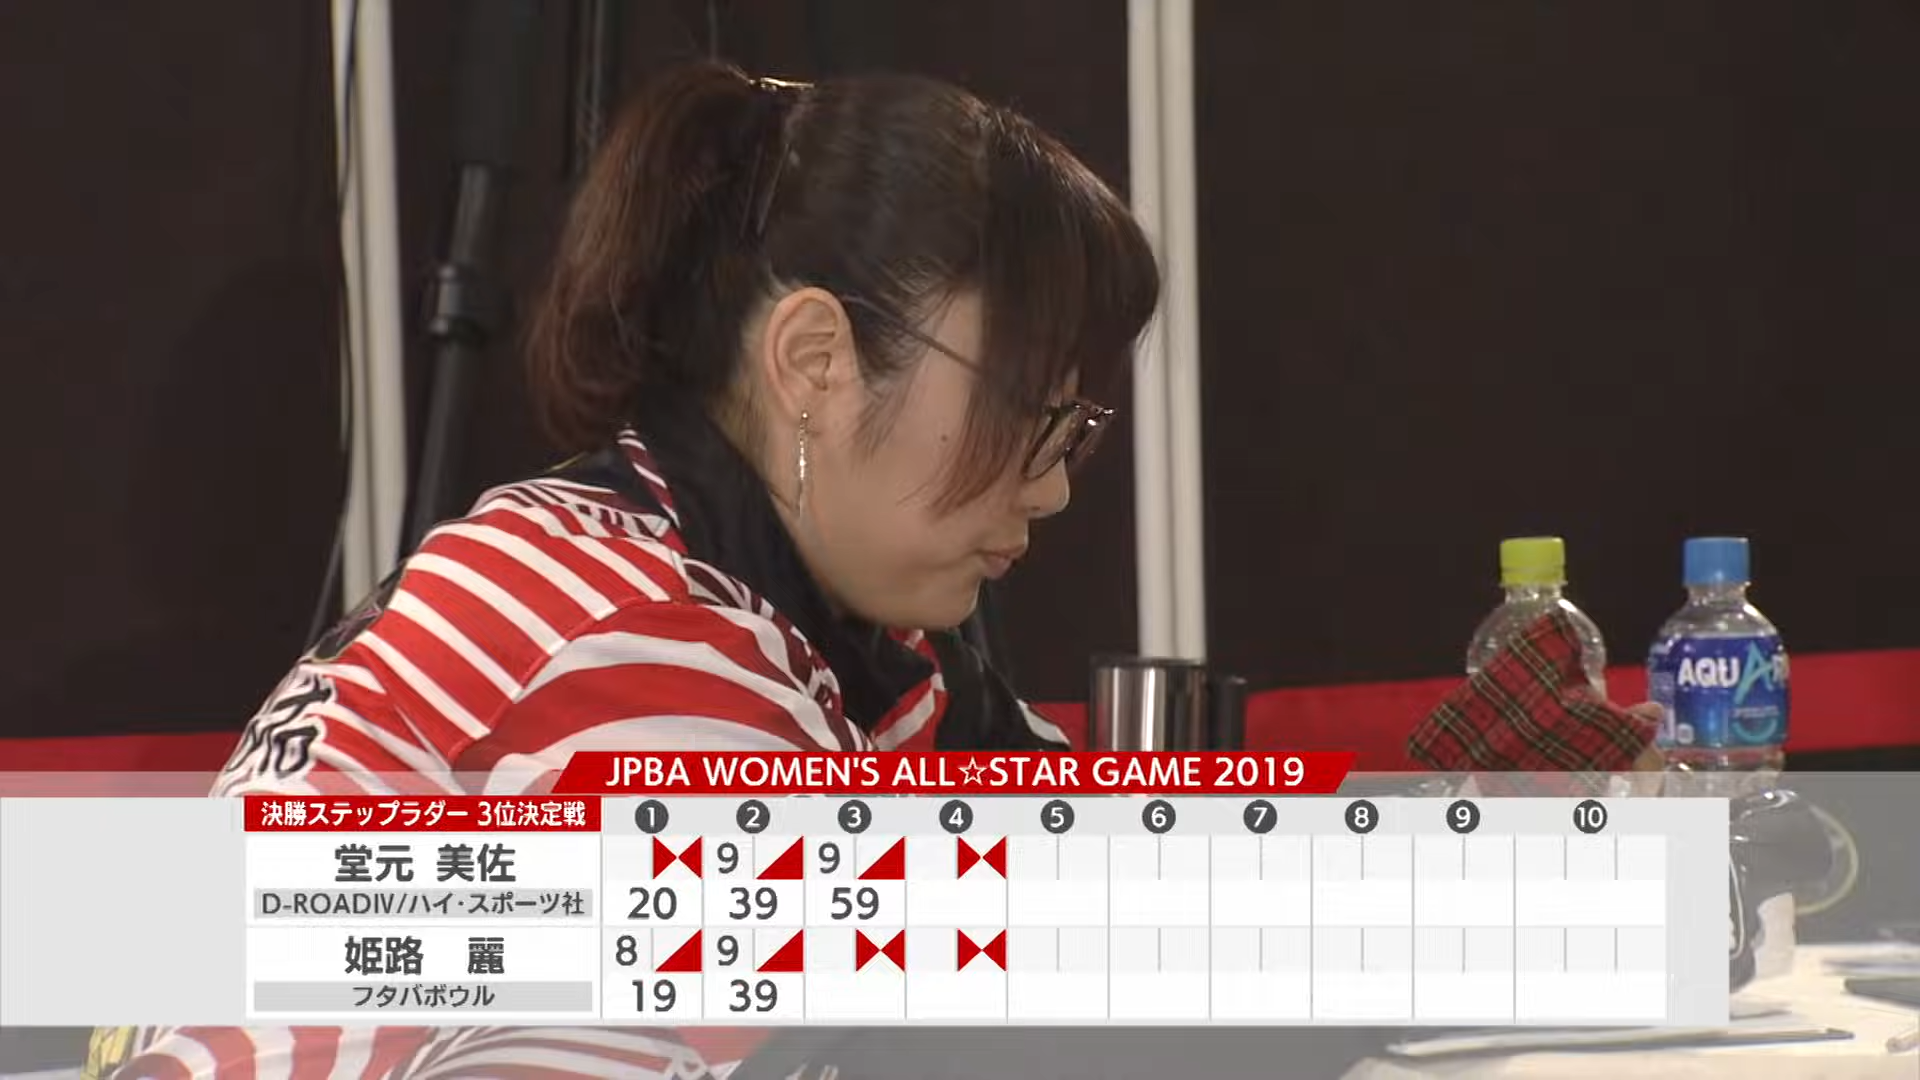 AQUA
JPBA WOMEN'S ALL☆STAR GAME 2019
決勝ステップラダー 3位決定戦 1 2 3 4 5 6 7 8 9 10
堂元 美佐 9 9
D-ROADIV/ハイ・スポーツ社 20 39 59
姫路 麗 8 9
フタバボウル 19 39